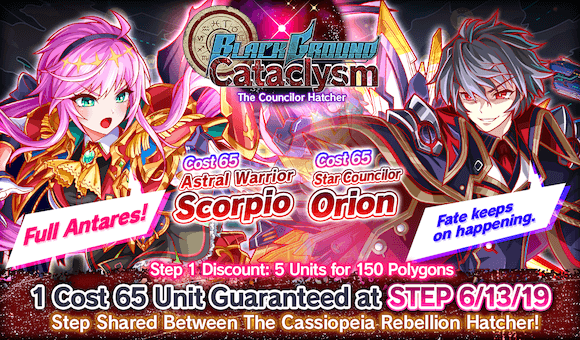 BLACK GROUND
Cataclysm
The Councilor Hatcher
Cost 65
Astral Warrior
Scorpio
Cost 65
Star Councilor
Orion
Full Antares!
Fate keeps
on happening.
Step 1 Discount: 5 Units for 150 Polygons
1 Cost 65 Unit Guaranteed at STEP 6/13/19
Step Shared Between The Cassiopeia Rebellion Hatcher!